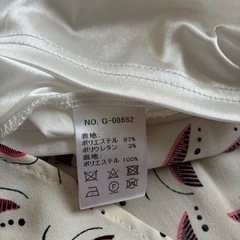 NO. G-08862
表地:
ポリエステル 97%
ポリウレタン 3%
裏地:
ポリエステル 100%